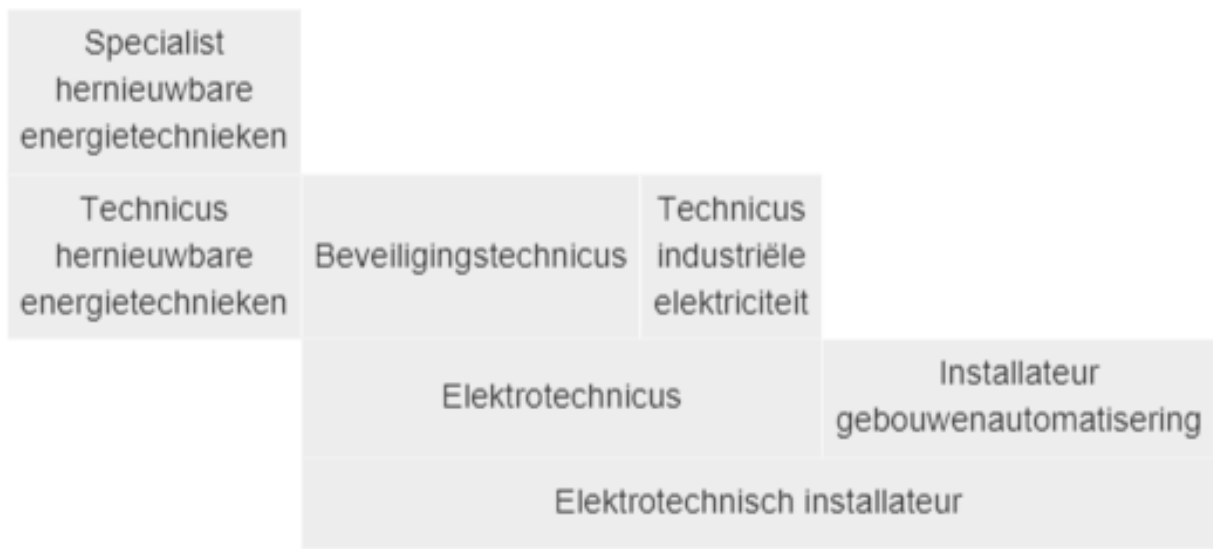 Specialist
hernieuwbare
energietechnieken
Technicus
hernieuwbare
energietechnieken
Beveiligingstechnicus
Technicus
industriële
elektriciteit
Elektrotechnicus
Installateur
gebouwenautomatisering
Elektrotechnisch installateur